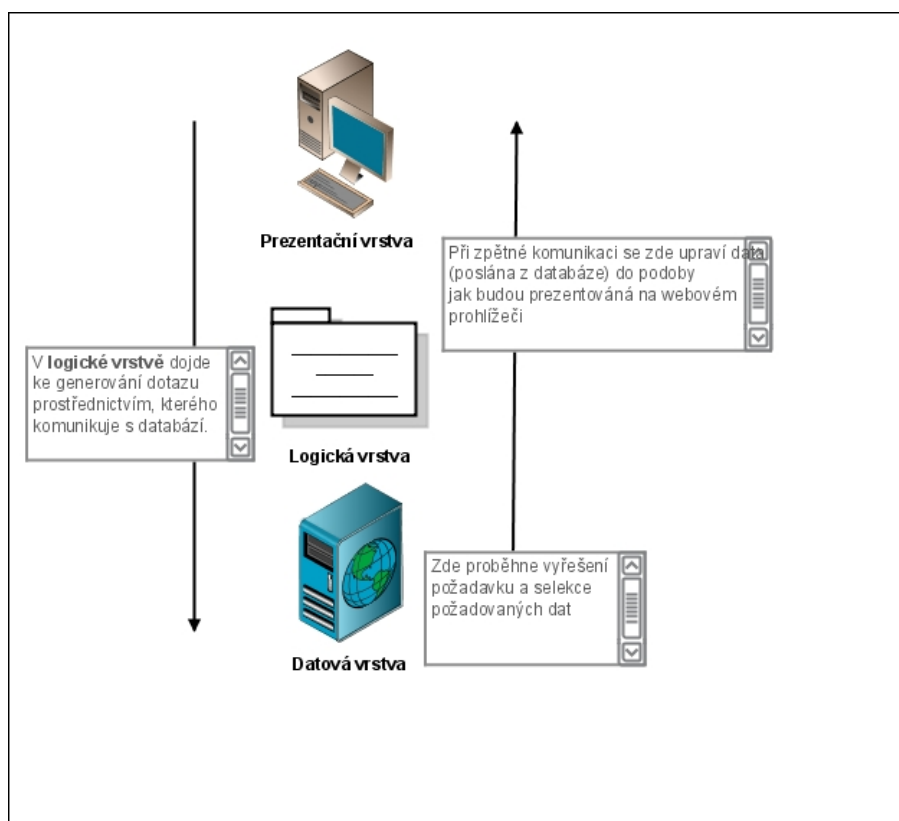 Prezentační vrstva
Při zpětné komunikaci se zde upraví data
(poslána z databáze) do podoby
jak budou prezentováná na webovém
prohlížeči
V logické vrstvě dojde
ke generování dotazu
prostřednictvím, kterého
komunikuje s databází.
Logická vrstva
Zde proběhne vyřešení
požadavku a selekce
požadovaných dat
Datová vrstva